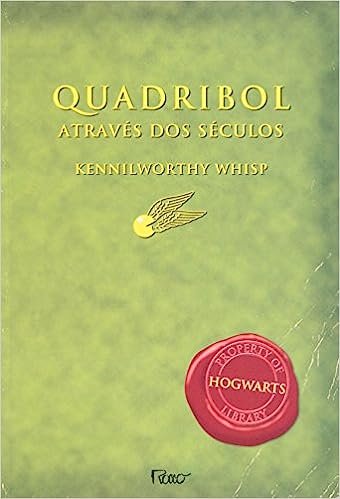 QUADRIBOL
ATRAVÉS DOS SÉCULOS
KENNILWORTHY WHISP
PROPERTY OF
HOGWARTS
LIBRARY
Rocco